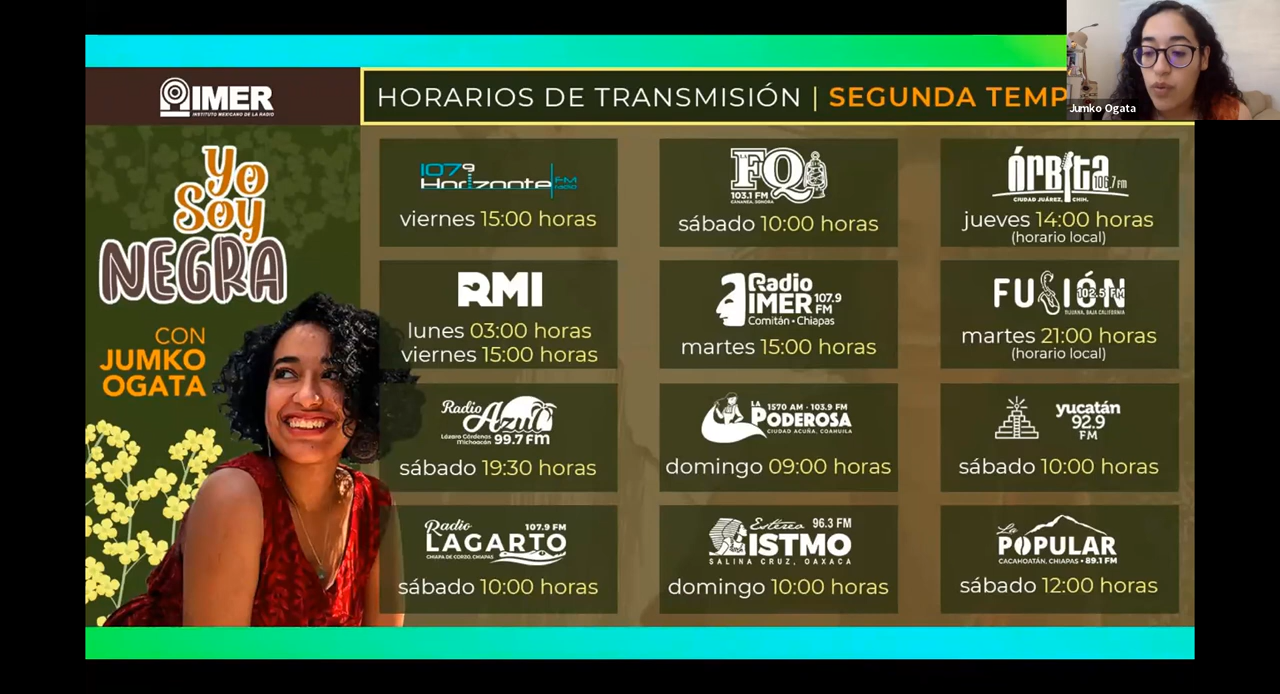 IMER
INSTITUTO MEXICANO DE LA RADIO
HORARIOS DE TRANSMISIÓN | SEGUNDA TEMP
Jumko Ogata
Yo
Soy
NEGRA
CON
JUMKO
OGATA
107.9
Horizonte FM
radio
viernes 15:00 horas
LA
FQ
103.1 FM
CANANEA, SONORA
sábado 10:00 horas
ÓRBITA
106.7 fm
CIUDAD JUÁREZ, CHIH.
jueves 14:00 horas
(horario local)
RMI
lunes 03:00 horas
viernes 15:00 horas
Radio
IMER 107.9
FM
Comitán • Chiapas
martes 15:00 horas
FUSIÓN
102.5 FM
TIJUANA, BAJA CALIFORNIA
martes 21:00 horas
(horario local)
Radio
Azul
Lázaro Cárdenas
Michoacán 99.7 fm
sábado 19:30 horas
LA 1570 AM · 103.9 FM
PODEROSA
CIUDAD ACUÑA, COAHUILA
domingo 09:00 horas
yucatán
92.9
FM
sábado 10:00 horas
Radio 107.9 FM
LAGARTO
CHIAPA DE CORZO, CHIAPAS
sábado 10:00 horas
Estéreo 96.3 FM
ISTMO
SALINA CRUZ, OAXACA
domingo 10:00 horas
La
POPULAR
CACAHOATÁN, CHIAPAS • 89.1 FM
sábado 12:00 horas